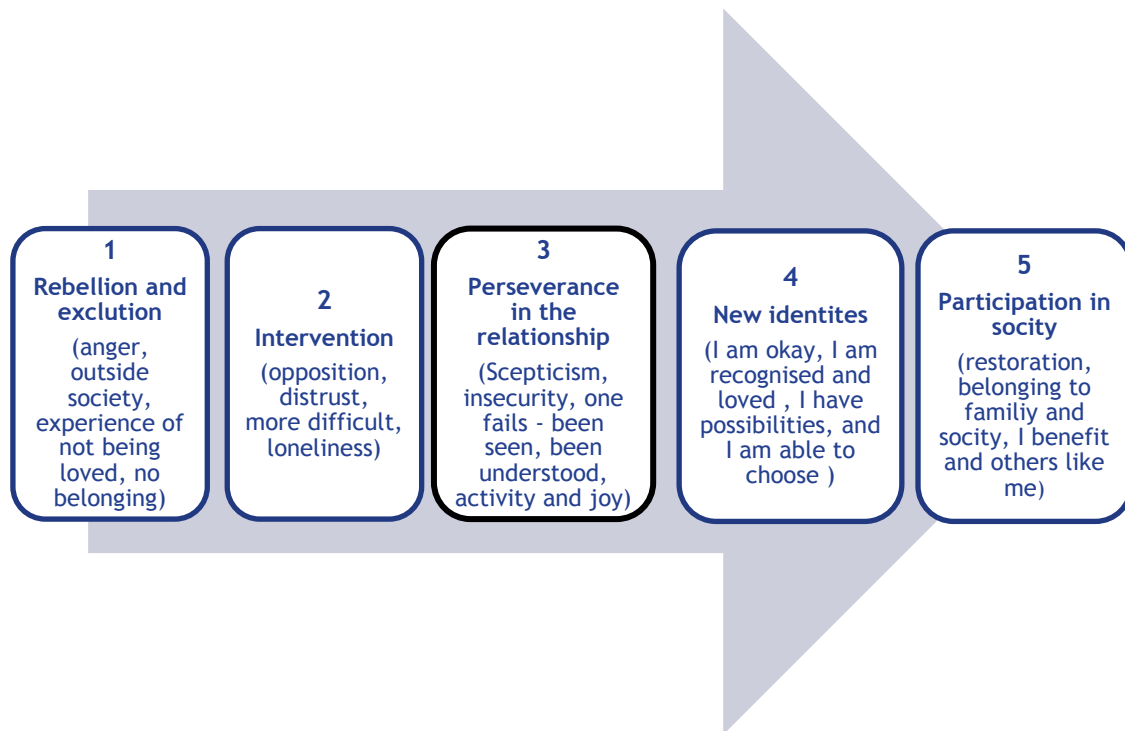 1
Rebellion and
exclution
(anger,
outside
society,
experience of
not being
loved, no
belonging)
2
Intervention
(opposition,
distrust,
more difficult,
loneliness)
3
Perseverance
in the
relationship
(Scepticism,
insecurity, one
fails - been
seen, been
understood,
activity and joy)
4
New identites
(I am okay, I am
recognised and
loved , I have
possibilities, and
I am able to
choose )
5
Participation in
socity
(restoration,
belonging to
familiy and
socity, I benefit
and others like
me)